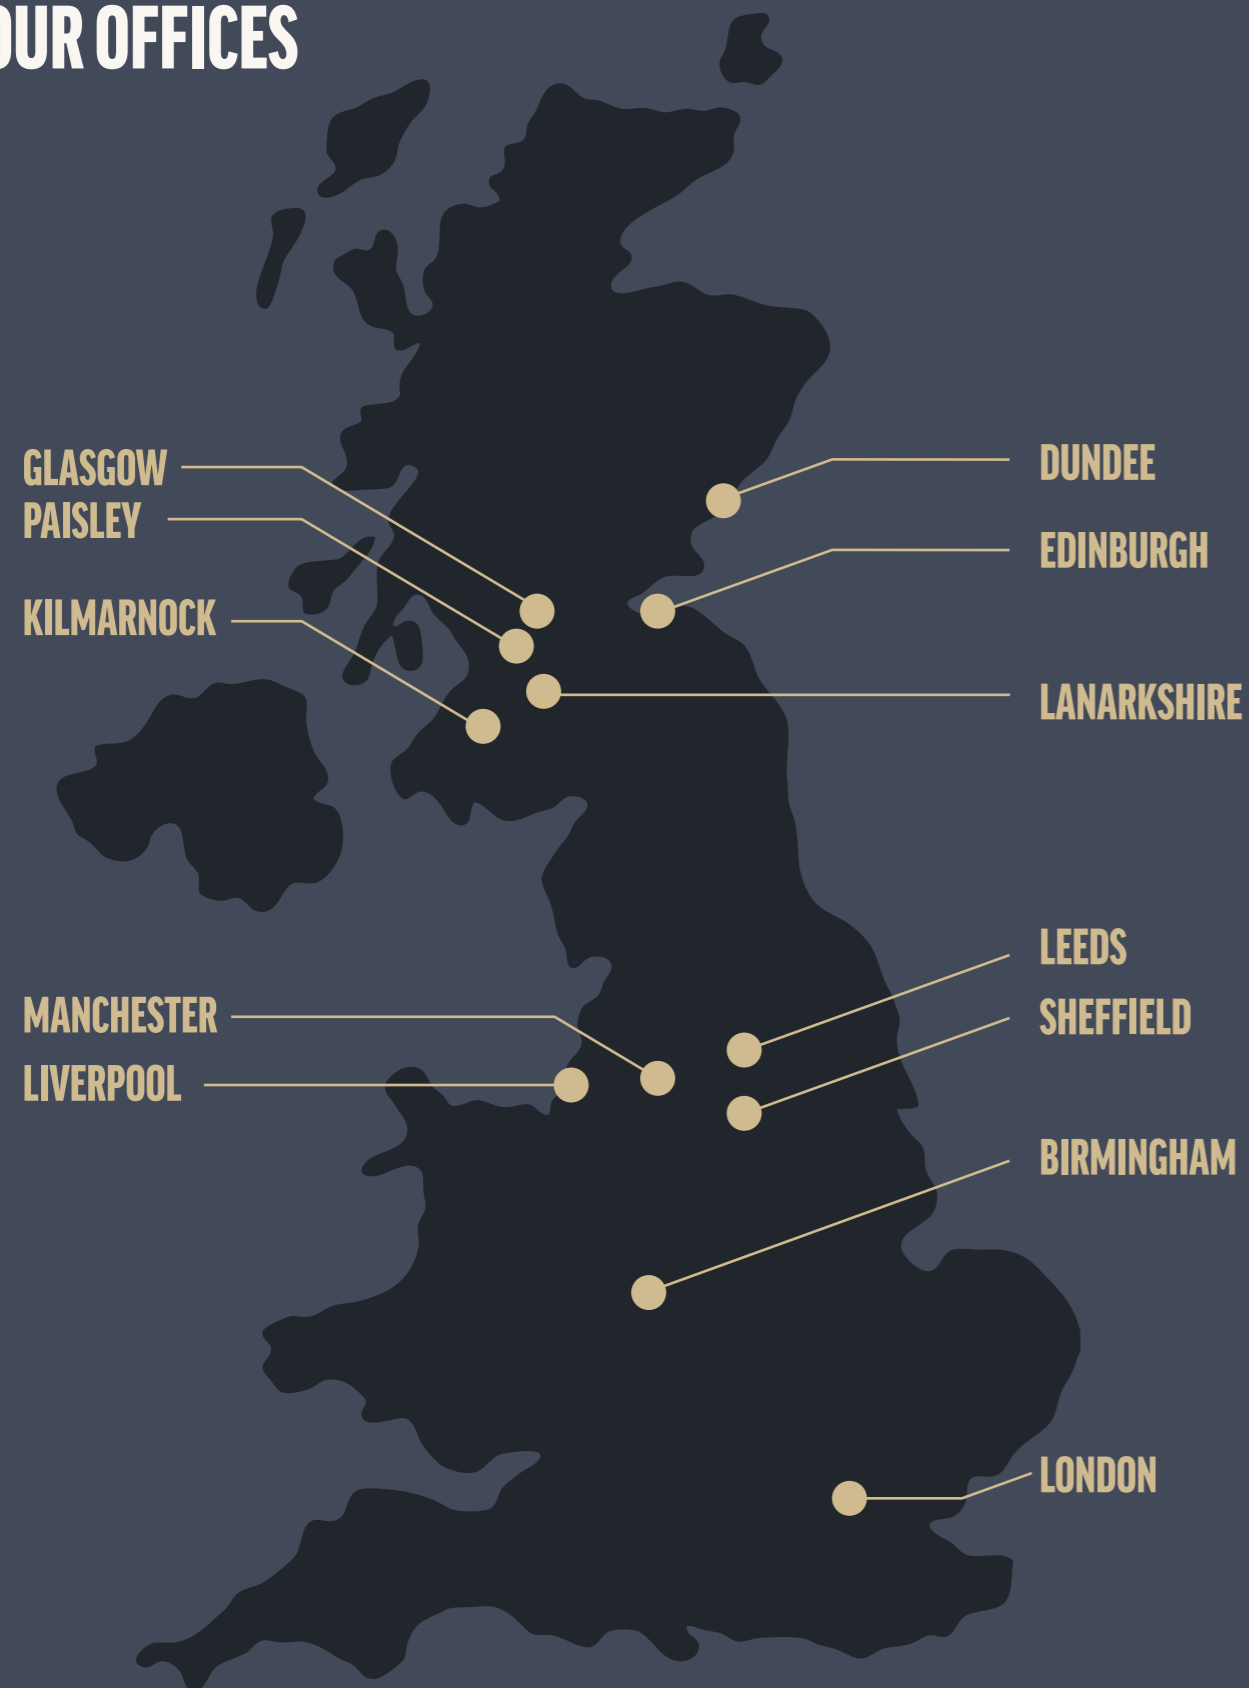 OUR OFFICES
GLASGOW
PAISLEY
KILMARNOCK
MANCHESTER
LIVERPOOL
DUNDEE
EDINBURGH
LANARKSHIRE
LEEDS
SHEFFIELD
BIRMINGHAM
LONDON